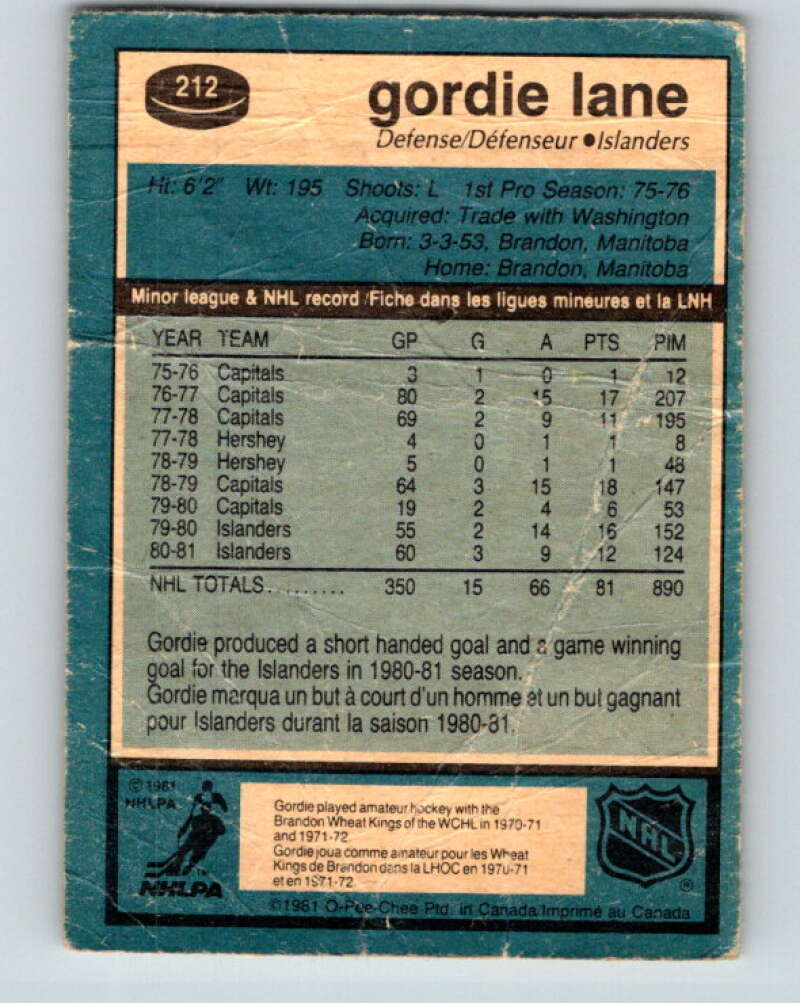 212
gordie lane
Defense/Défenseur ●Islanders
Ht: 6'2" Wt: 195 Shoots: L 1st Pro Season: 75-76
Acquired: Trade with Washington
Born: 3-3-53, Brandon, Manitoba
Home: Brandon, Manitoba
Minor league & NHL record /Fiche dans les ligues mineures et la LNH
YEAR TEAM GP G A PTS PIM
75-76 Capitals 3 1 0 1 12
76-77 Capitals 80 2 15 17 207
77-78 Capitals 69 2 9 11 195
77-78 Hershey 4 0 1 1 8
78-79 Hershey 5 0 1 1 48
78-79 Capitals 64 3 15 18 147
79-80 Capitals 19 2 4 6 53
79-80 Islanders 55 2 14 16 152
80-81 Islanders 60 3 9 12 124
NHL TOTALS......... 350 15 66 81 890
Gordie produced a short handed goal and a game winning
goal for the Islanders in 1980-81 season.
Gordie marqua un but à court d'un homme et un but gagnant
pour Islanders durant la saison 1980-81.
© 1981
NHLPA
Gordie played amateur hockey with the
Brandon Wheat Kings of the WCHL in 1970-71
and 1971-72.
Gordie joua comme amateur pour les Wheat
Kings de Brandon dans la LHOC en 1970-71
et en 1971-72.
NHLPA
NHL
®
©1981 O-Pee-Chee Ptd. in Canada/Imprimé au Canada